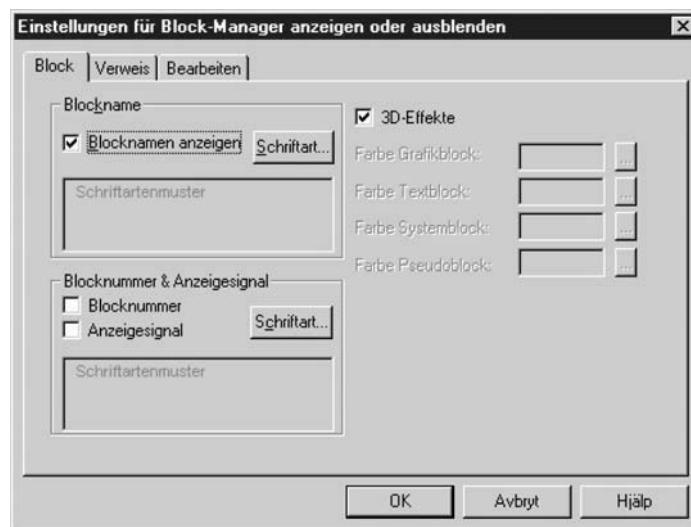 Einstellungen für Block-Manager anzeigen oder ausblenden
Block
Verweis
Bearbeiten
Blockname
Blocknamen anzeigen
Schriftart...
Schriftartenmuster
Blocknummer & Anzeigesignal
Blocknummer
Anzeigesignal
Schriftart...
Schriftartenmuster
3D-Effekte
Farbe Grafikblock:
...
Farbe Textblock:
...
Farbe Systemblock:
...
Farbe Pseudoblock:
...
OK
Avbryt
Hjälp